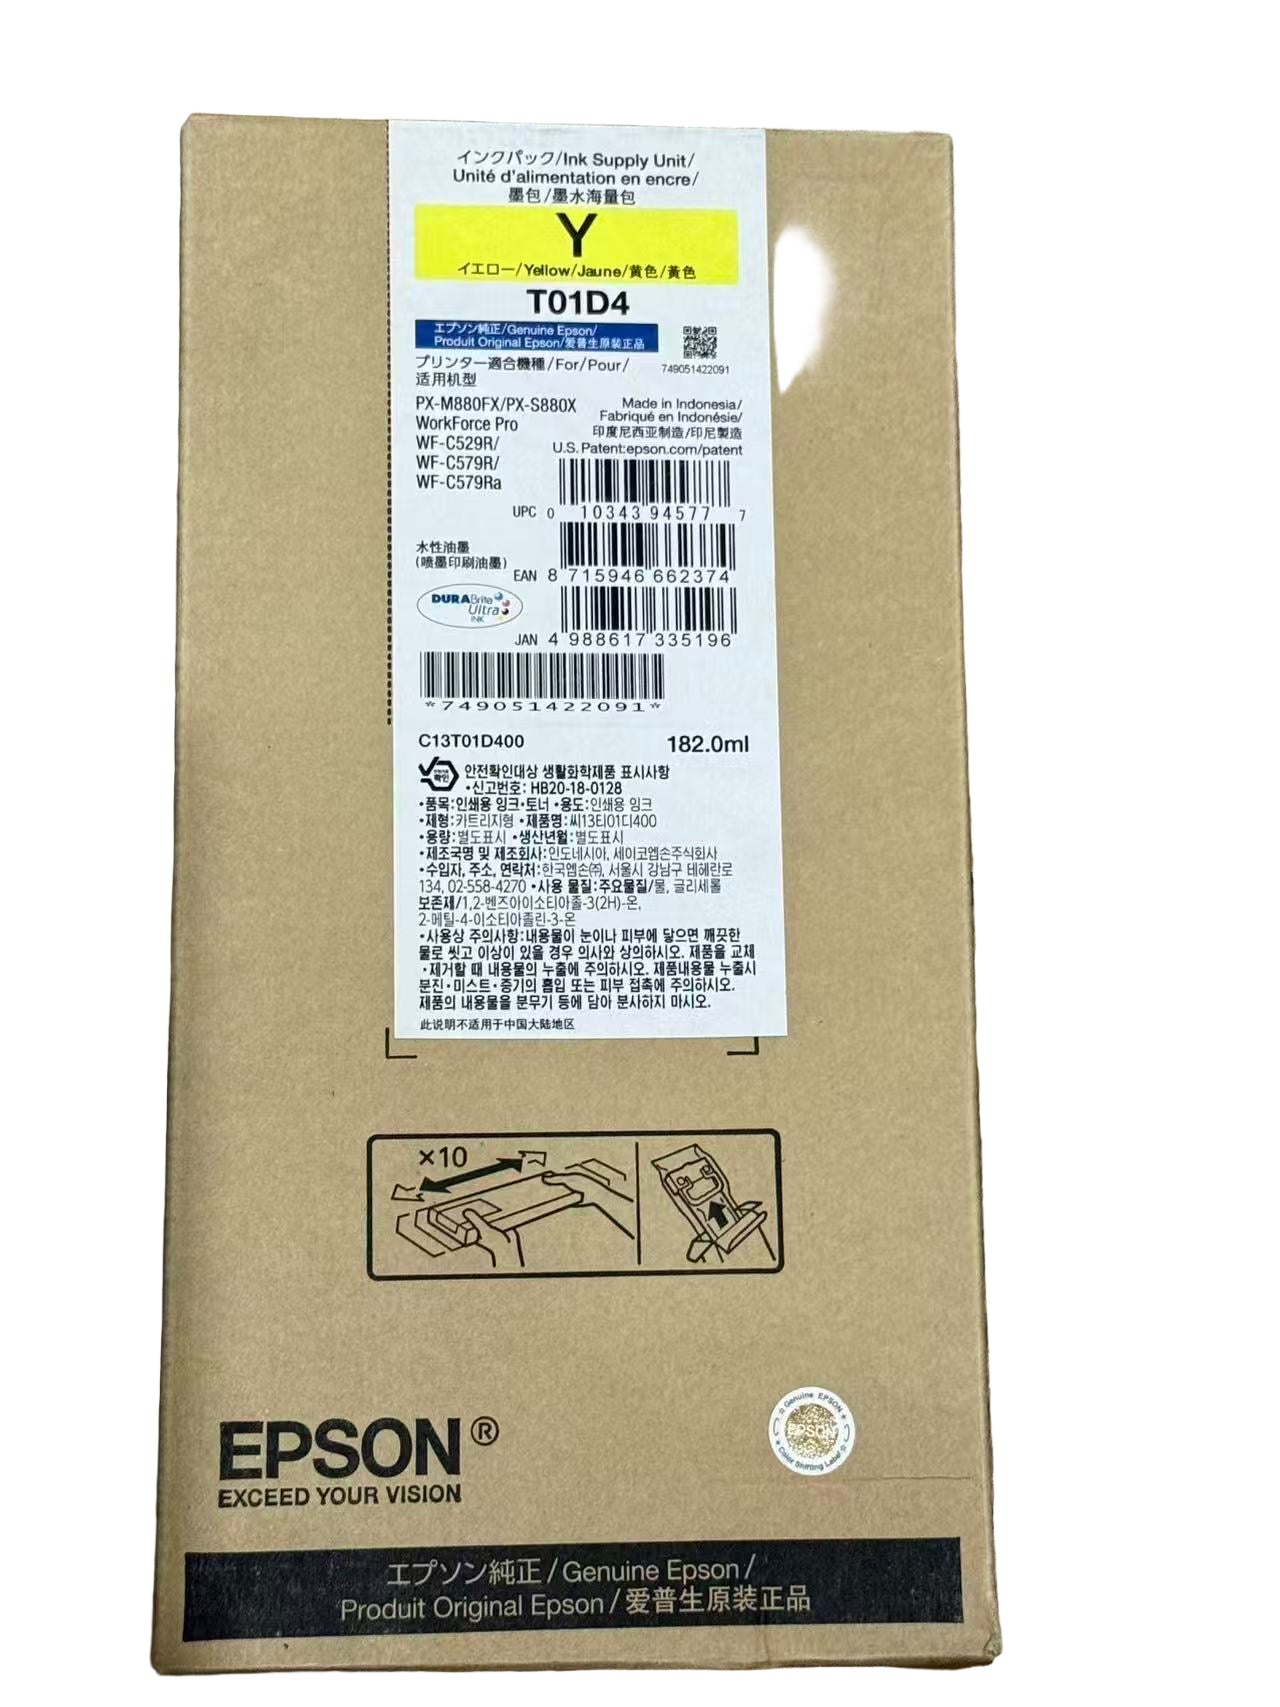 インクパック/Ink Supply Unit/
Unité d'alimentation en encre/
墨包/墨水海量包
Y
イエロー/Yellow/Jaune/黄色/黃色
T01D4
エプソン純正/Genuine Epson/
Produit Original Epson/爱普生原装正品
749051422091
プリンター適合機種/For/Pour/
适用机型
PX-M880FX/PX-S880X
WorkForce Pro
WF-C529R/
WF-C579R/
WF-C579Ra
Made in Indonesia/
Fabriqué en Indonésie/
印度尼西亚制造/印尼製造
U.S. Patent:epson.com/patent
UPC 0 10343 94577 7
水性油墨
(喷墨印刷油墨)
EAN 8 715946 662374
DURABrite
Ultra
INK
JAN 4 988617 335196
*749051422091*
C13T01D400 182.0ml
확인
안전확인대상 생활화학제품 표시사항
•신고번호: HB20-18-0128
•품목:인쇄용 잉크•토너 •용도:인쇄용 잉크
•제형:카트리지형 •제품명:씨13티01디400
•용량:별도표시 •생산년월:별도표시
•제조국명 및 제조회사:인도네시아, 세이코엡손주식회사
•수입자, 주소, 연락처:한국엡손㈜, 서울시 강남구 테헤란로
134, 02-558-4270 •사용 물질:주요물질/물, 글리세롤
보존제/1,2-벤즈아이소티아졸-3(2H)-온,
2-메틸-4-이소티아졸린-3-온
•사용상 주의사항:내용물이 눈이나 피부에 닿으면 깨끗한
물로 씻고 이상이 있을 경우 의사와 상의하시오. 제품을 교체
•제거할 때 내용물의 누출에 주의하시오. 제품내용물 누출시
분진•미스트•증기의 흡입 또는 피부 접촉에 주의하시오.
제품의 내용물을 분무기 등에 담아 분사하지 마시오.
此说明不适用于中国大陆地区
×10
EPSON®
EXCEED YOUR VISION
Genuine EPSON
EPSON
Color Shifting Label
エプソン純正/Genuine Epson/
Produit Original Epson/爱普生原装正品